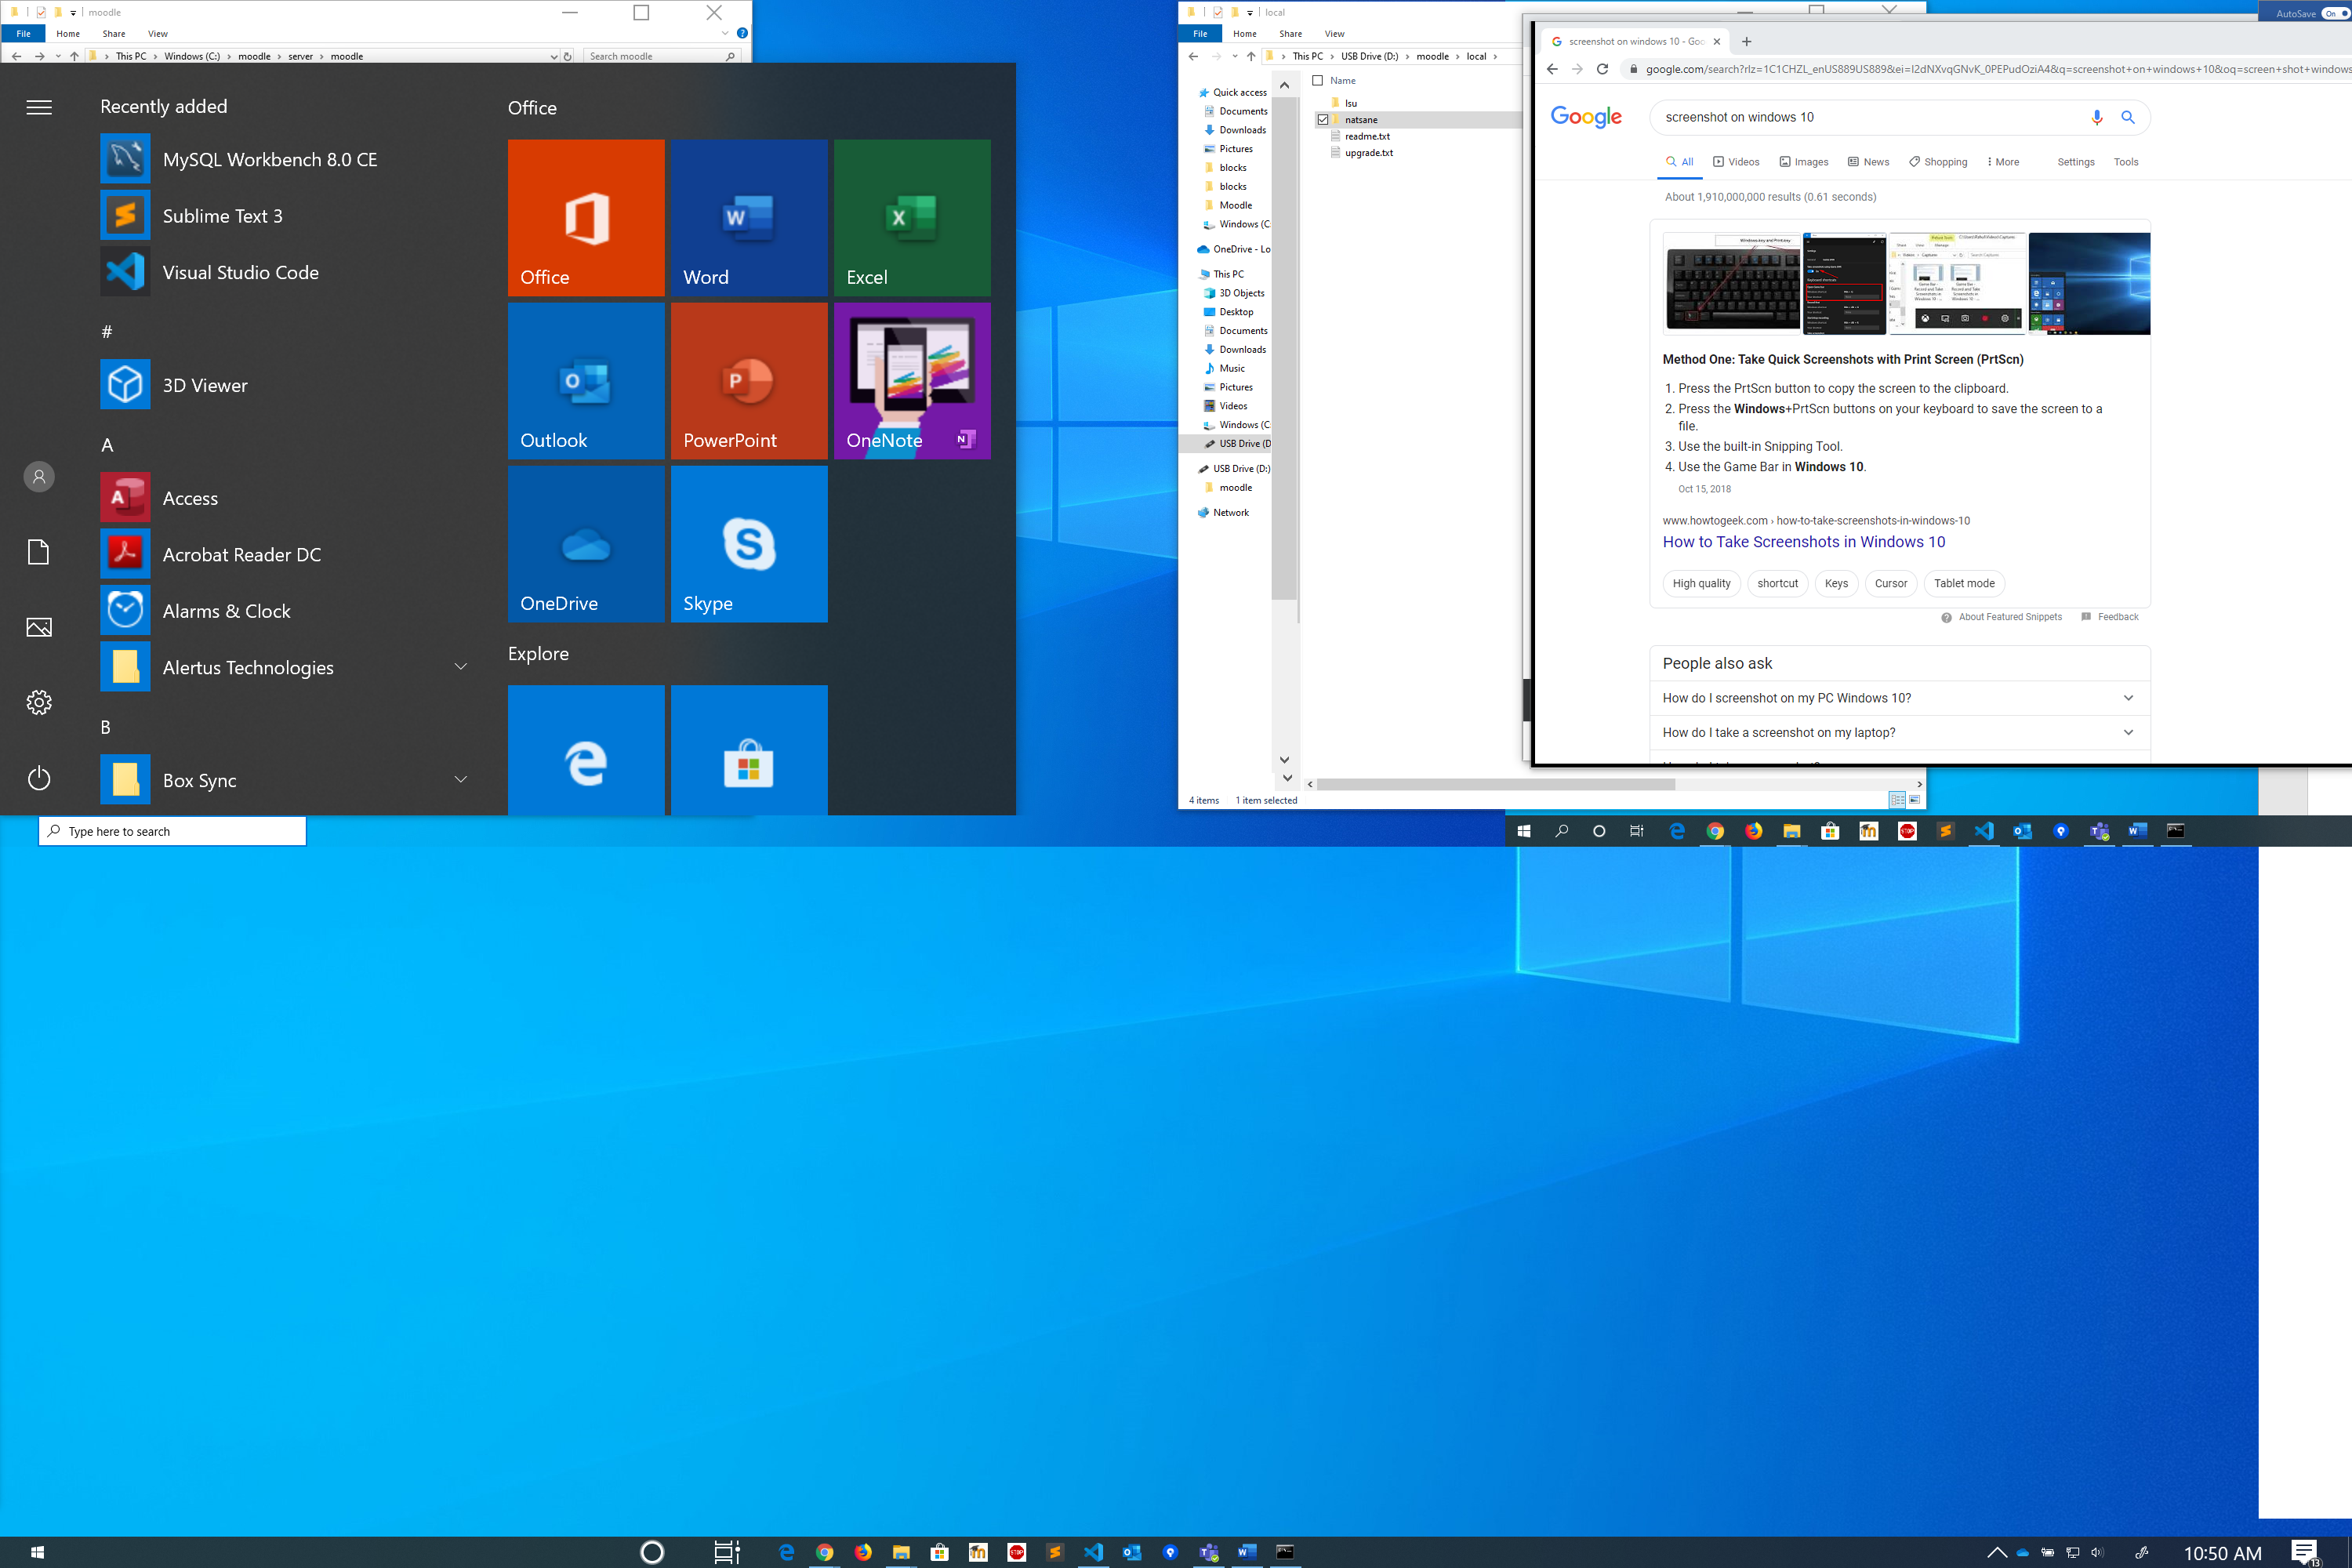 moodle
File Home Share View
This PC Windows (C:) moodle server moodle
Search moodle
Recently added
MySQL Workbench 8.0 CE
Sublime Text 3
Visual Studio Code
#
3D Viewer
A
Access
Acrobat Reader DC
Alarms & Clock
Alertus Technologies
B
Box Sync
Type here to search
Office
Office
Word
Excel
Outlook
PowerPoint
OneNote
OneDrive
Skype
Explore
local
File Home Share View
This PC USB Drive (D:) moodle local
Name
lsu
natsane
readme.txt
upgrade.txt
Quick access
Documents
Downloads
Pictures
blocks
blocks
Moodle
Windows (C:
OneDrive - Lo
This PC
3D Objects
Desktop
Documents
Downloads
Music
Pictures
Videos
Windows (C:
USB Drive (D
USB Drive (D:)
moodle
Network
4 items 1 item selected
AutoSave On
screenshot on windows 10 - Goo
google.com/search?rlz=1C1CHZL_enUS889US889&ei=I2dNXvqGNvK_0PEPudOziA4&q=screenshot+on+windows+10&oq=screen+shot+windows
Google
screenshot on windows 10
All Videos Images News Shopping More Settings Tools
About 1,910,000,000 results (0.61 seconds)
Method One: Take Quick Screenshots with Print Screen (PrtScn)
1. Press the PrtScn button to copy the screen to the clipboard.
2. Press the Windows+PrtScn buttons on your keyboard to save the screen to a
file.
3. Use the built-in Snipping Tool.
4. Use the Game Bar in Windows 10.
Oct 15, 2018
www.howtogeek.com › how-to-take-screenshots-in-windows-10
How to Take Screenshots in Windows 10
High quality shortcut Keys Cursor Tablet mode
About Featured Snippets Feedback
People also ask
How do I screenshot on my PC Windows 10?
How do I take a screenshot on my laptop?
10:50 AM
13